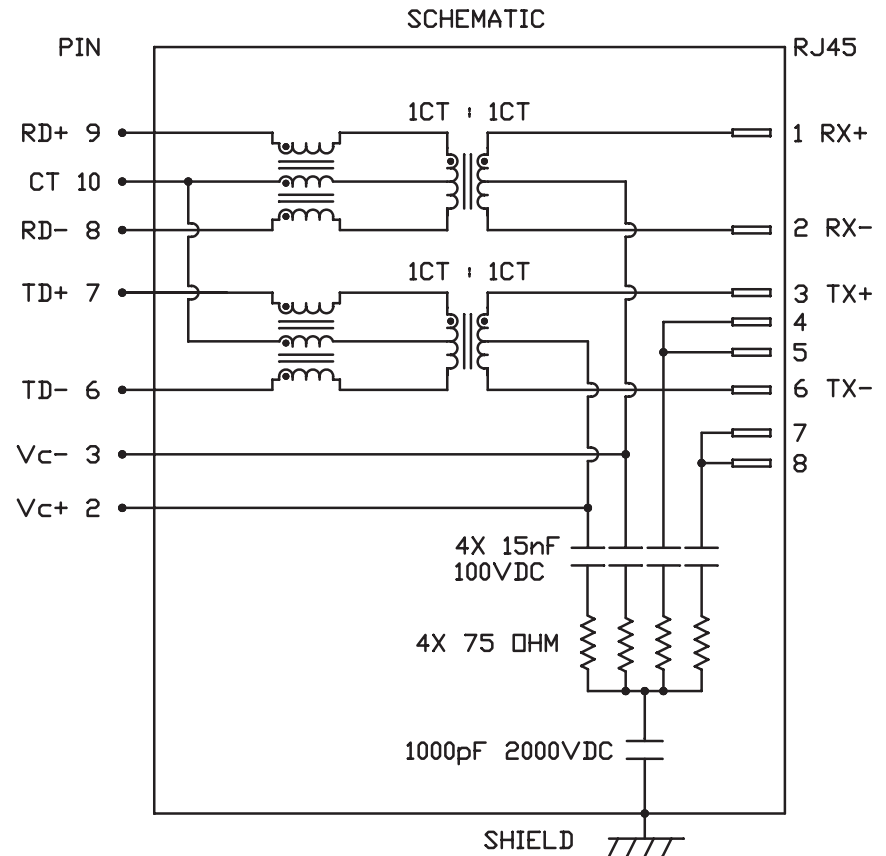 SCHEMATIC
PIN
RJ45
1CT : 1CT
RD+ 9
1 RX+
CT 10
RD- 8
2 RX-
1CT : 1CT
TD+ 7
3 TX+
4
5
TD- 6
6 TX-
7
Vc- 3
8
Vc+ 2
4X 15nF
100VDC
4X 75 OHM
1000pF 2000VDC
SHIELD